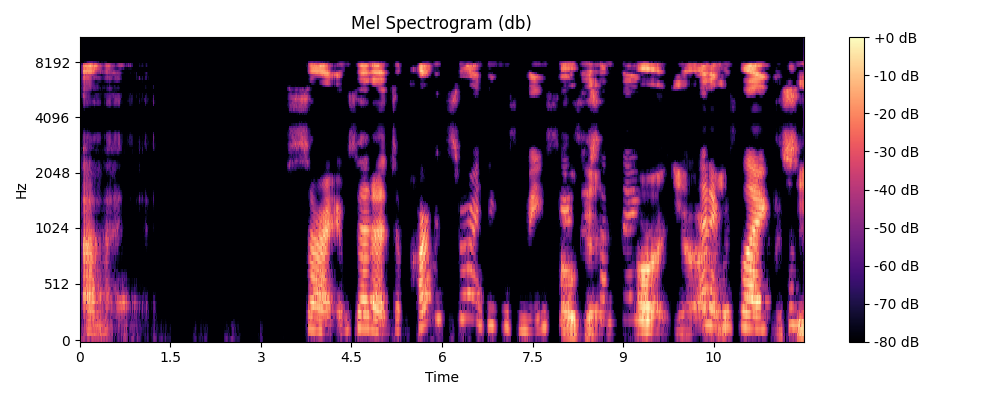 Mel Spectrogram (db)
+0 dB
8192
-10 dB
4096
-20 dB
-30 dB
2048
Hz
-40 dB
1024
-50 dB
-60 dB
512
-70 dB
0
-80 dB
0 1.5 3 4.5 6 7.5 9 10
Time